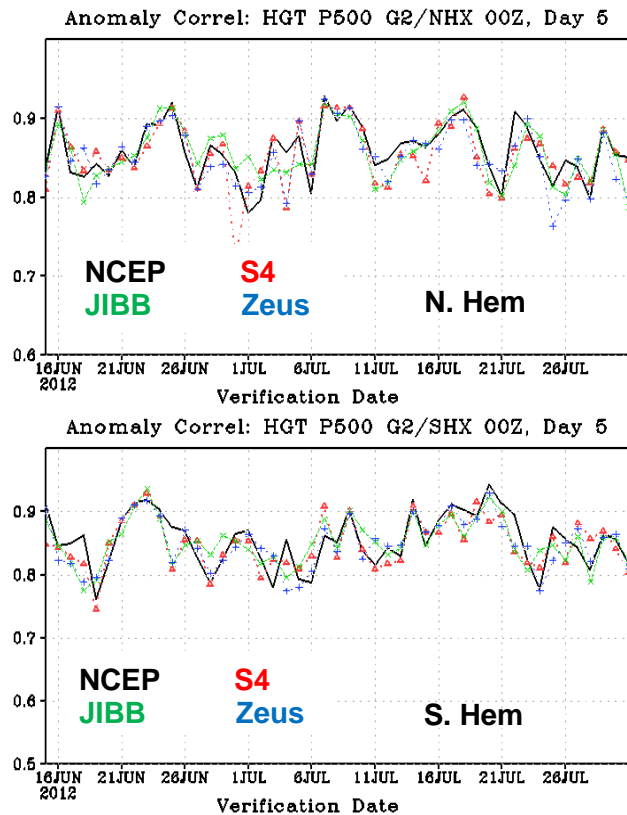 Anomaly Correl: HGT P500 G2/NHX 00Z, Day 5
0.9
0.8
0.7
0.6
NCEP S4
JIBB Zeus N. Hem
16JUN 21JUN 26JUN 1JUL 6JUL 11JUL 16JUL 21JUL 26JUL
2012
Verification Date
Anomaly Correl: HGT P500 G2/SHX 00Z, Day 5
0.9
0.8
0.7
0.6
0.5
NCEP S4
JIBB Zeus S. Hem
16JUN 21JUN 26JUN 1JUL 6JUL 11JUL 16JUL 21JUL 26JUL
2012
Verification Date